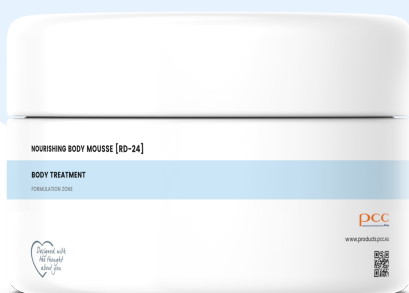 NOURISHING BODY MOUSSE [RD-24]
BODY TREATMENT
FORMULATION ZONE
pcc
www.products.pcc.eu
Designed with
the thought
about you